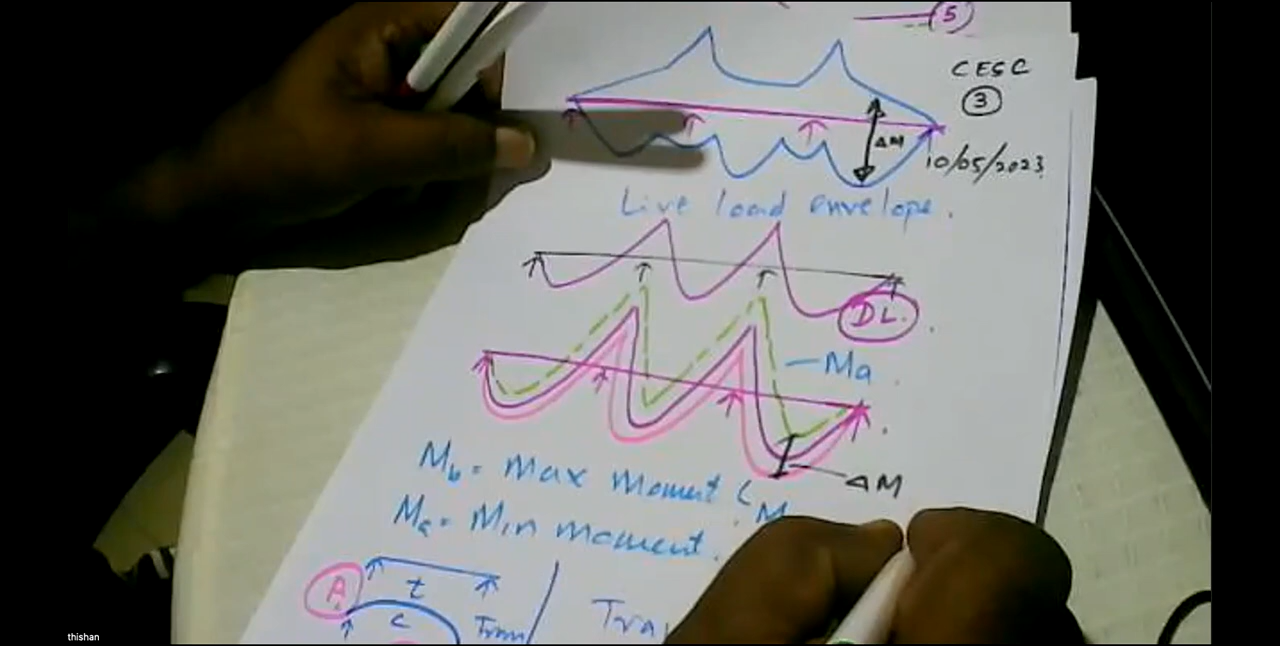 5
CESC
3
10/05/2023
ΔM
Live load envelope.
DL.
Ma
ΔM
Mb = Max Moment (M
Ma = Min moment.
A
t
c
thishan